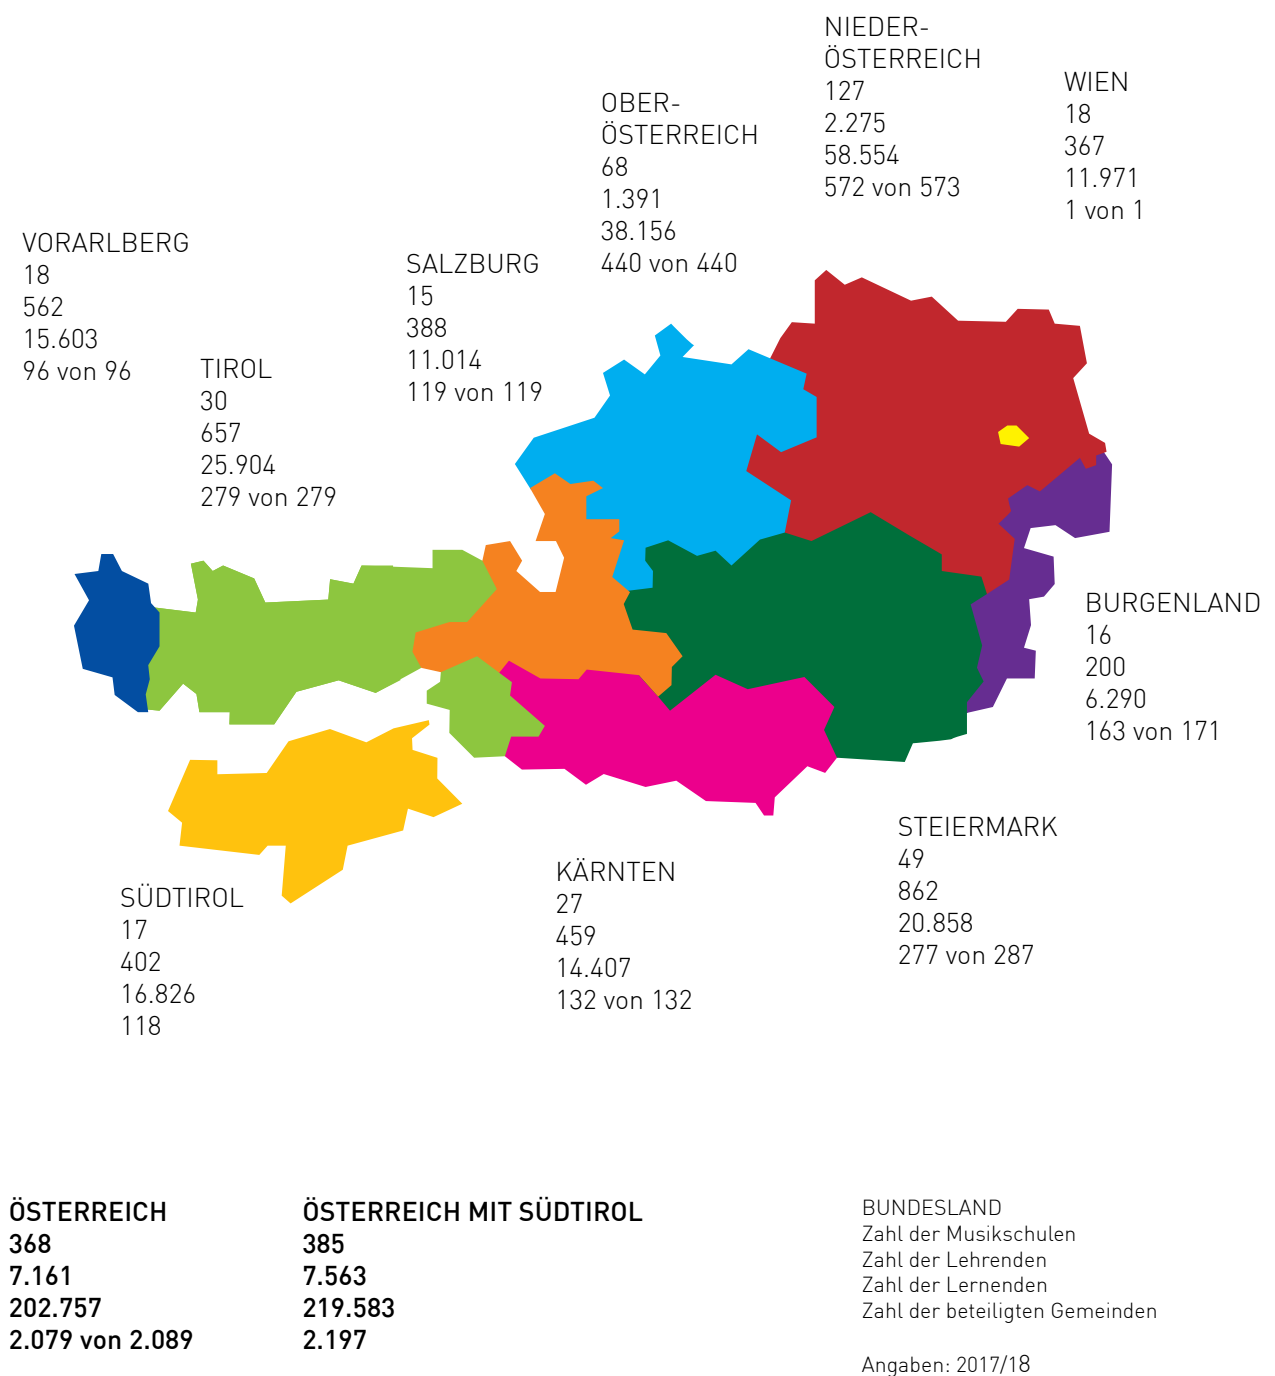 NIEDER-
ÖSTERREICH
127
2.275
58.554
572 von 573
WIEN
18
367
11.971
1 von 1
OBER-
ÖSTERREICH
68
1.391
38.156
440 von 440
VORARLBERG
18
562
15.603
96 von 96
SALZBURG
15
388
11.014
119 von 119
TIROL
30
657
25.904
279 von 279
BURGENLAND
16
200
6.290
163 von 171
STEIERMARK
49
862
20.858
277 von 287
KÄRNTEN
27
459
14.407
132 von 132
SÜDTIROL
17
402
16.826
118
ÖSTERREICH
368
7.161
202.757
2.079 von 2.089
ÖSTERREICH MIT SÜDTIROL
385
7.563
219.583
2.197
BUNDESLAND
Zahl der Musikschulen
Zahl der Lehrenden
Zahl der Lernenden
Zahl der beteiligten Gemeinden
Angaben: 2017/18